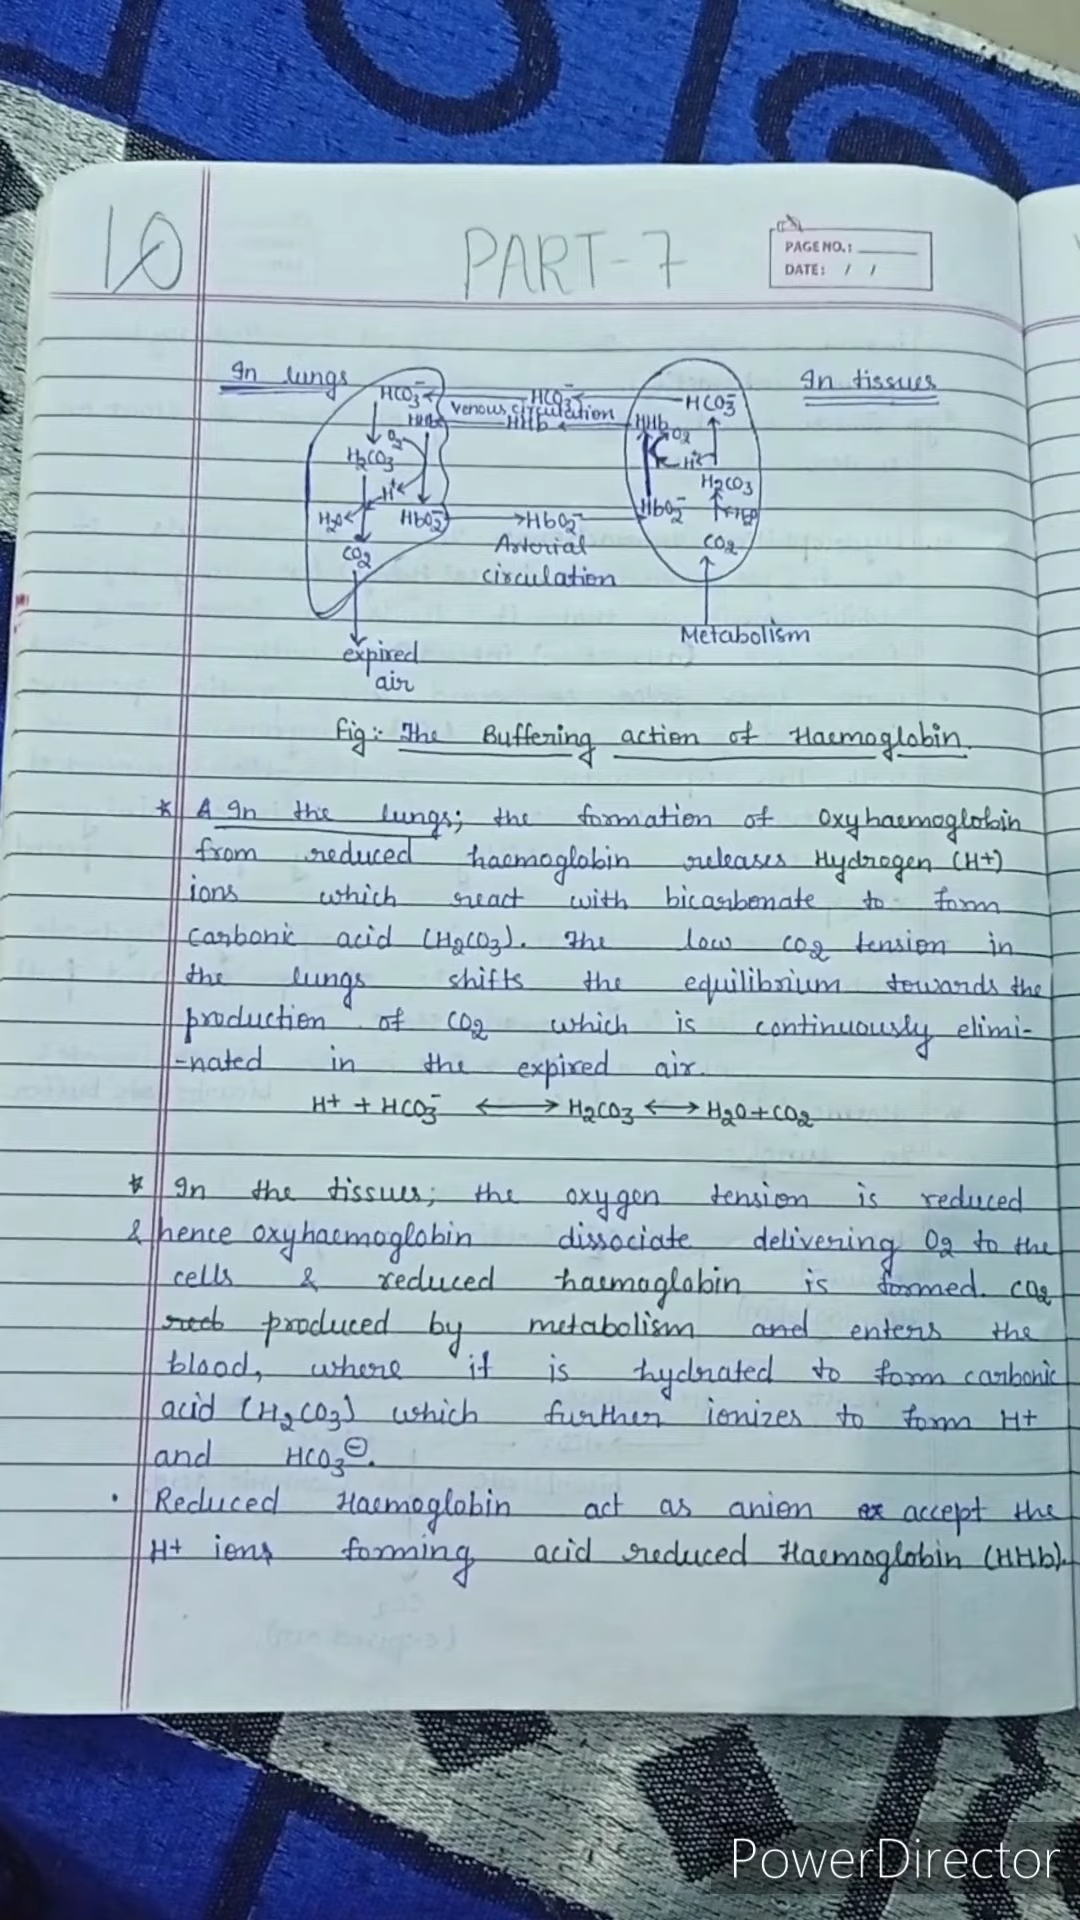 10
PART-7
PAGE NO.:
DATE: / /
In lungs
In tissues
HCO3-
HCO3-
HCO3-
Venous circulation
HHb
HHb
HHb
O2
O2
H2CO3
H+
H+
H2CO3
H2O
HbO2-
HbO2-
HbO2-
CO2
Arterial
circulation
CO2
Metabolism
expired
air
Fig:- The Buffering action of Haemoglobin.
* In the lungs; the formation of Oxyhaemoglobin
from reduced haemoglobin releases Hydrogen (H+)
ions which react with bicarbonate to form
Carbonic acid (H2CO3). The low CO2 tension in
the lungs shifts the equilibrium towards the
production of CO2 which is continuously elimi-
-nated in the expired air.
H+ + HCO3- ⟷ H2CO3 ⟷ H2O + CO2
* In the tissues; the oxygen tension is reduced
& hence oxyhaemoglobin dissociate delivering O2 to the
cells & reduced haemoglobin is formed. CO2
produced by metabolism and enters the
blood, where it is hydrated to form carbonic
acid (H2CO3) which further ionizes to form H+
and HCO3⊖.
• Reduced Haemoglobin act as anion accept the
H+ ions forming acid reduced Haemoglobin (HHb).
PowerDirector